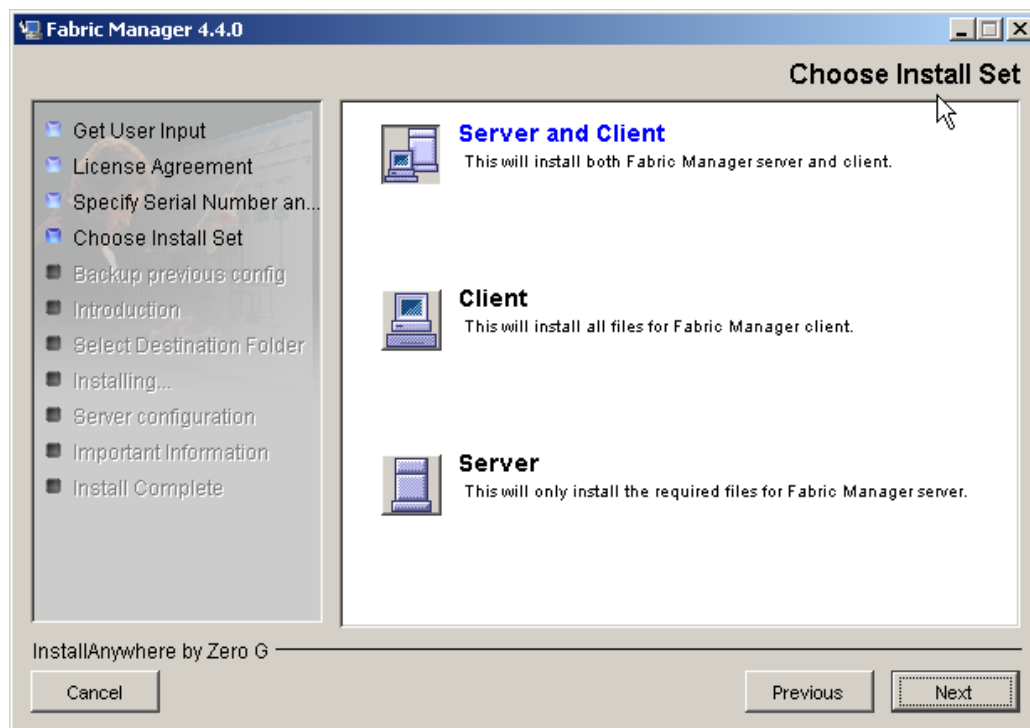 Fabric Manager 4.4.0
Choose Install Set
Get User Input
License Agreement
Specify Serial Number an...
Choose Install Set
Backup previous config
Introduction
Select Destination Folder
Installing...
Server configuration
Important Information
Install Complete
Server and Client
This will install both Fabric Manager server and client.
Client
This will install all files for Fabric Manager client.
Server
This will only install the required files for Fabric Manager server.
InstallAnywhere by Zero G
Cancel
Previous
Next